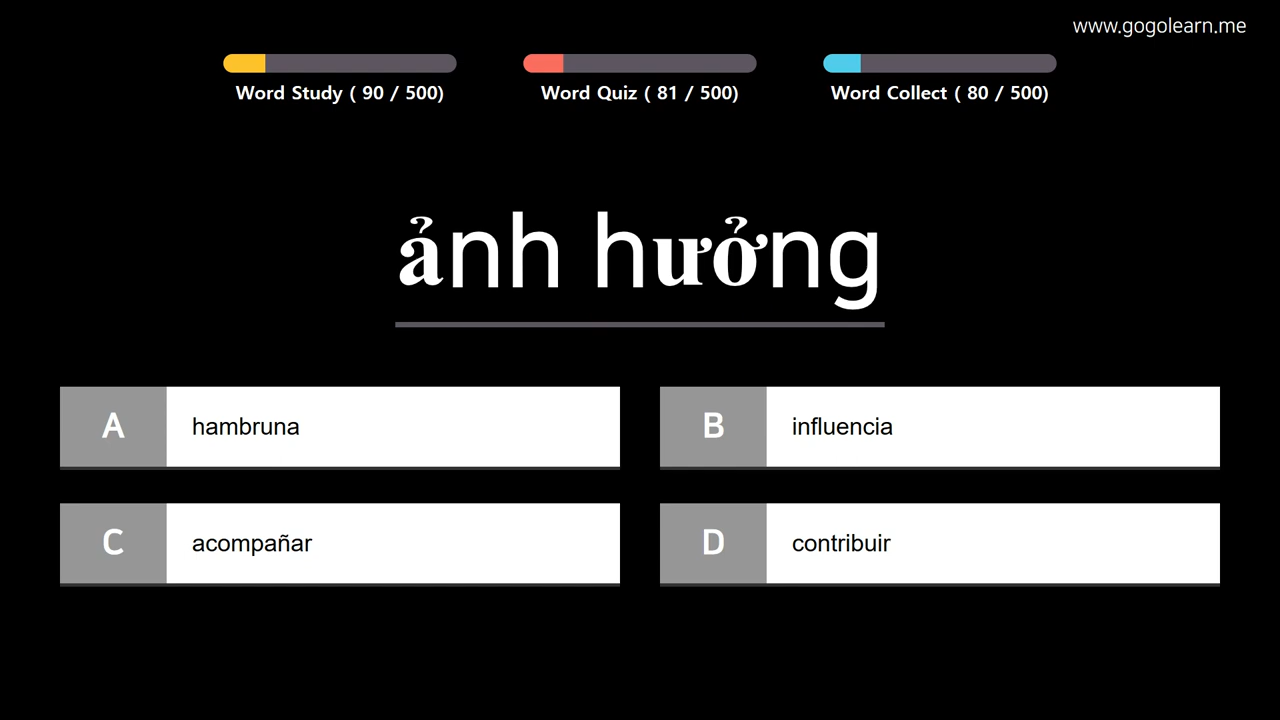 www.gogolearn.me
Word Study ( 90 / 500)
Word Quiz ( 81 / 500)
Word Collect ( 80 / 500)
ảnh hưởng
A hambruna
B influencia
C acompañar
D contribuir